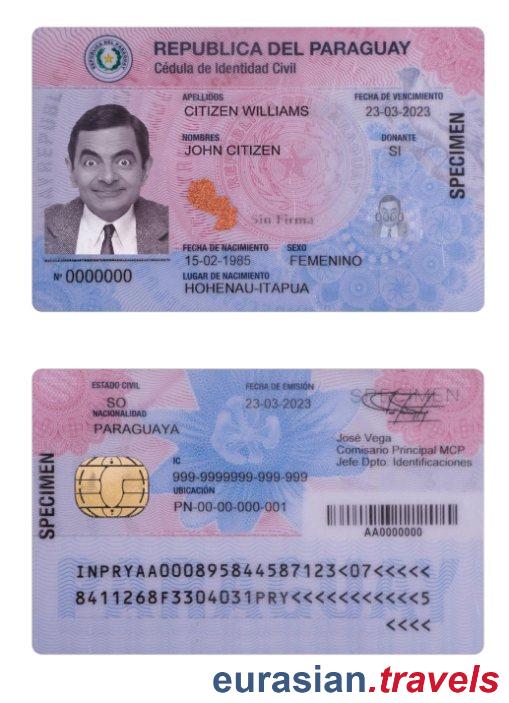 REPUBLICA DEL PARAGUAY
Cédula de Identidad Civil
APELLIDOS
CITIZEN WILLIAMS
FECHA DE VENCIMIENTO
23-03-2023
NOMBRES
JOHN CITIZEN
DONANTE
SI
SPECIMEN
Sin Firma
FECHA DE NACIMIENTO
15-02-1985
SEXO
FEMENINO
Nº 0000000
LUGAR DE NACIMIENTO
HOHENAU-ITAPUA
ESTADO CIVIL
SO
FECHA DE EMISIÓN
23-03-2023
SPECIMEN
NACIONALIDAD
PARAGUAYA
José Vega
Comisario Principal MCP
Jefe Dpto. Identificaciones
IC
999-9999999-999-999
UBICACIÓN
PN-00-00-000-001
AA0000000
SPECIMEN
INPRYAA000895844587123<07<<<<<
8411268F3304031PRY<<<<<<<<<<<5
<<<<
eurasian.travels